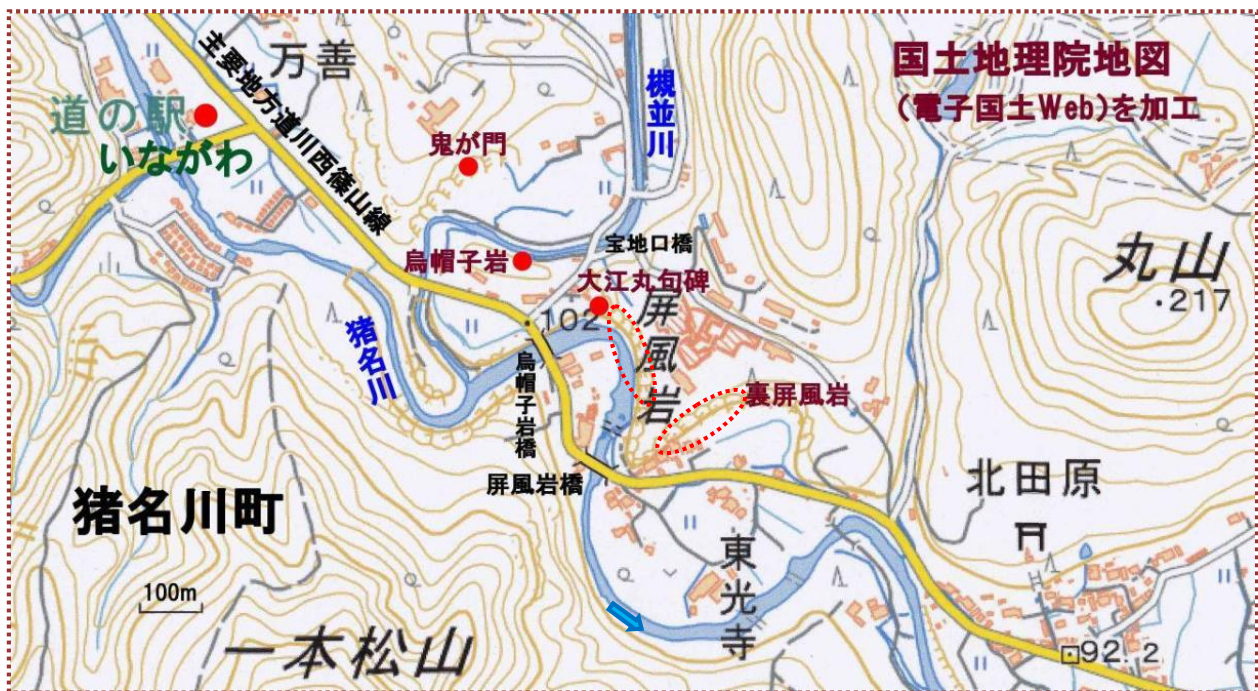 国土地理院地図
(電子国土Web)を加工
万善
主要地方道川西篠山線
槻並川
道の駅
いながわ
鬼が門
宝地口橋
烏帽子岩
大江丸句碑
丸山
・217
・102
屏風岩
猪名川
烏帽子岩橋
裏屏風岩
屏風岩橋
北田原
猪名川町
東光寺
100m
一本松山
92.2